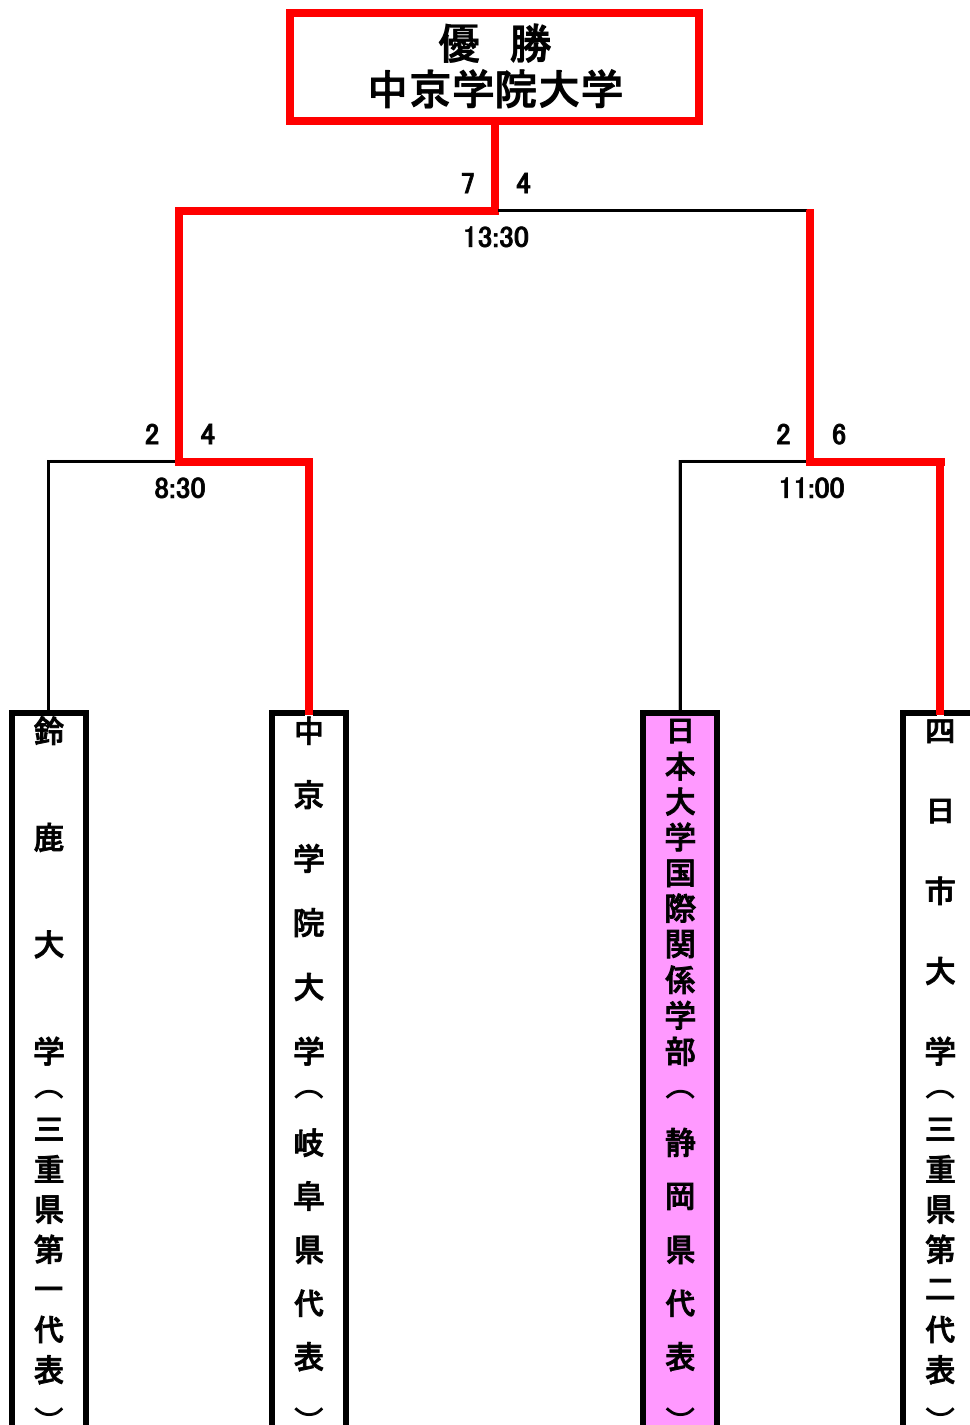 優　勝
中京学院大学
7 4
13:30
2 4
8:30
2 6
11:00
鈴鹿大学（三重県第一代表）
中京学院大学（岐阜県代表）
日本大学国際関係学部（静岡県代表）
四日市大学（三重県第二代表）